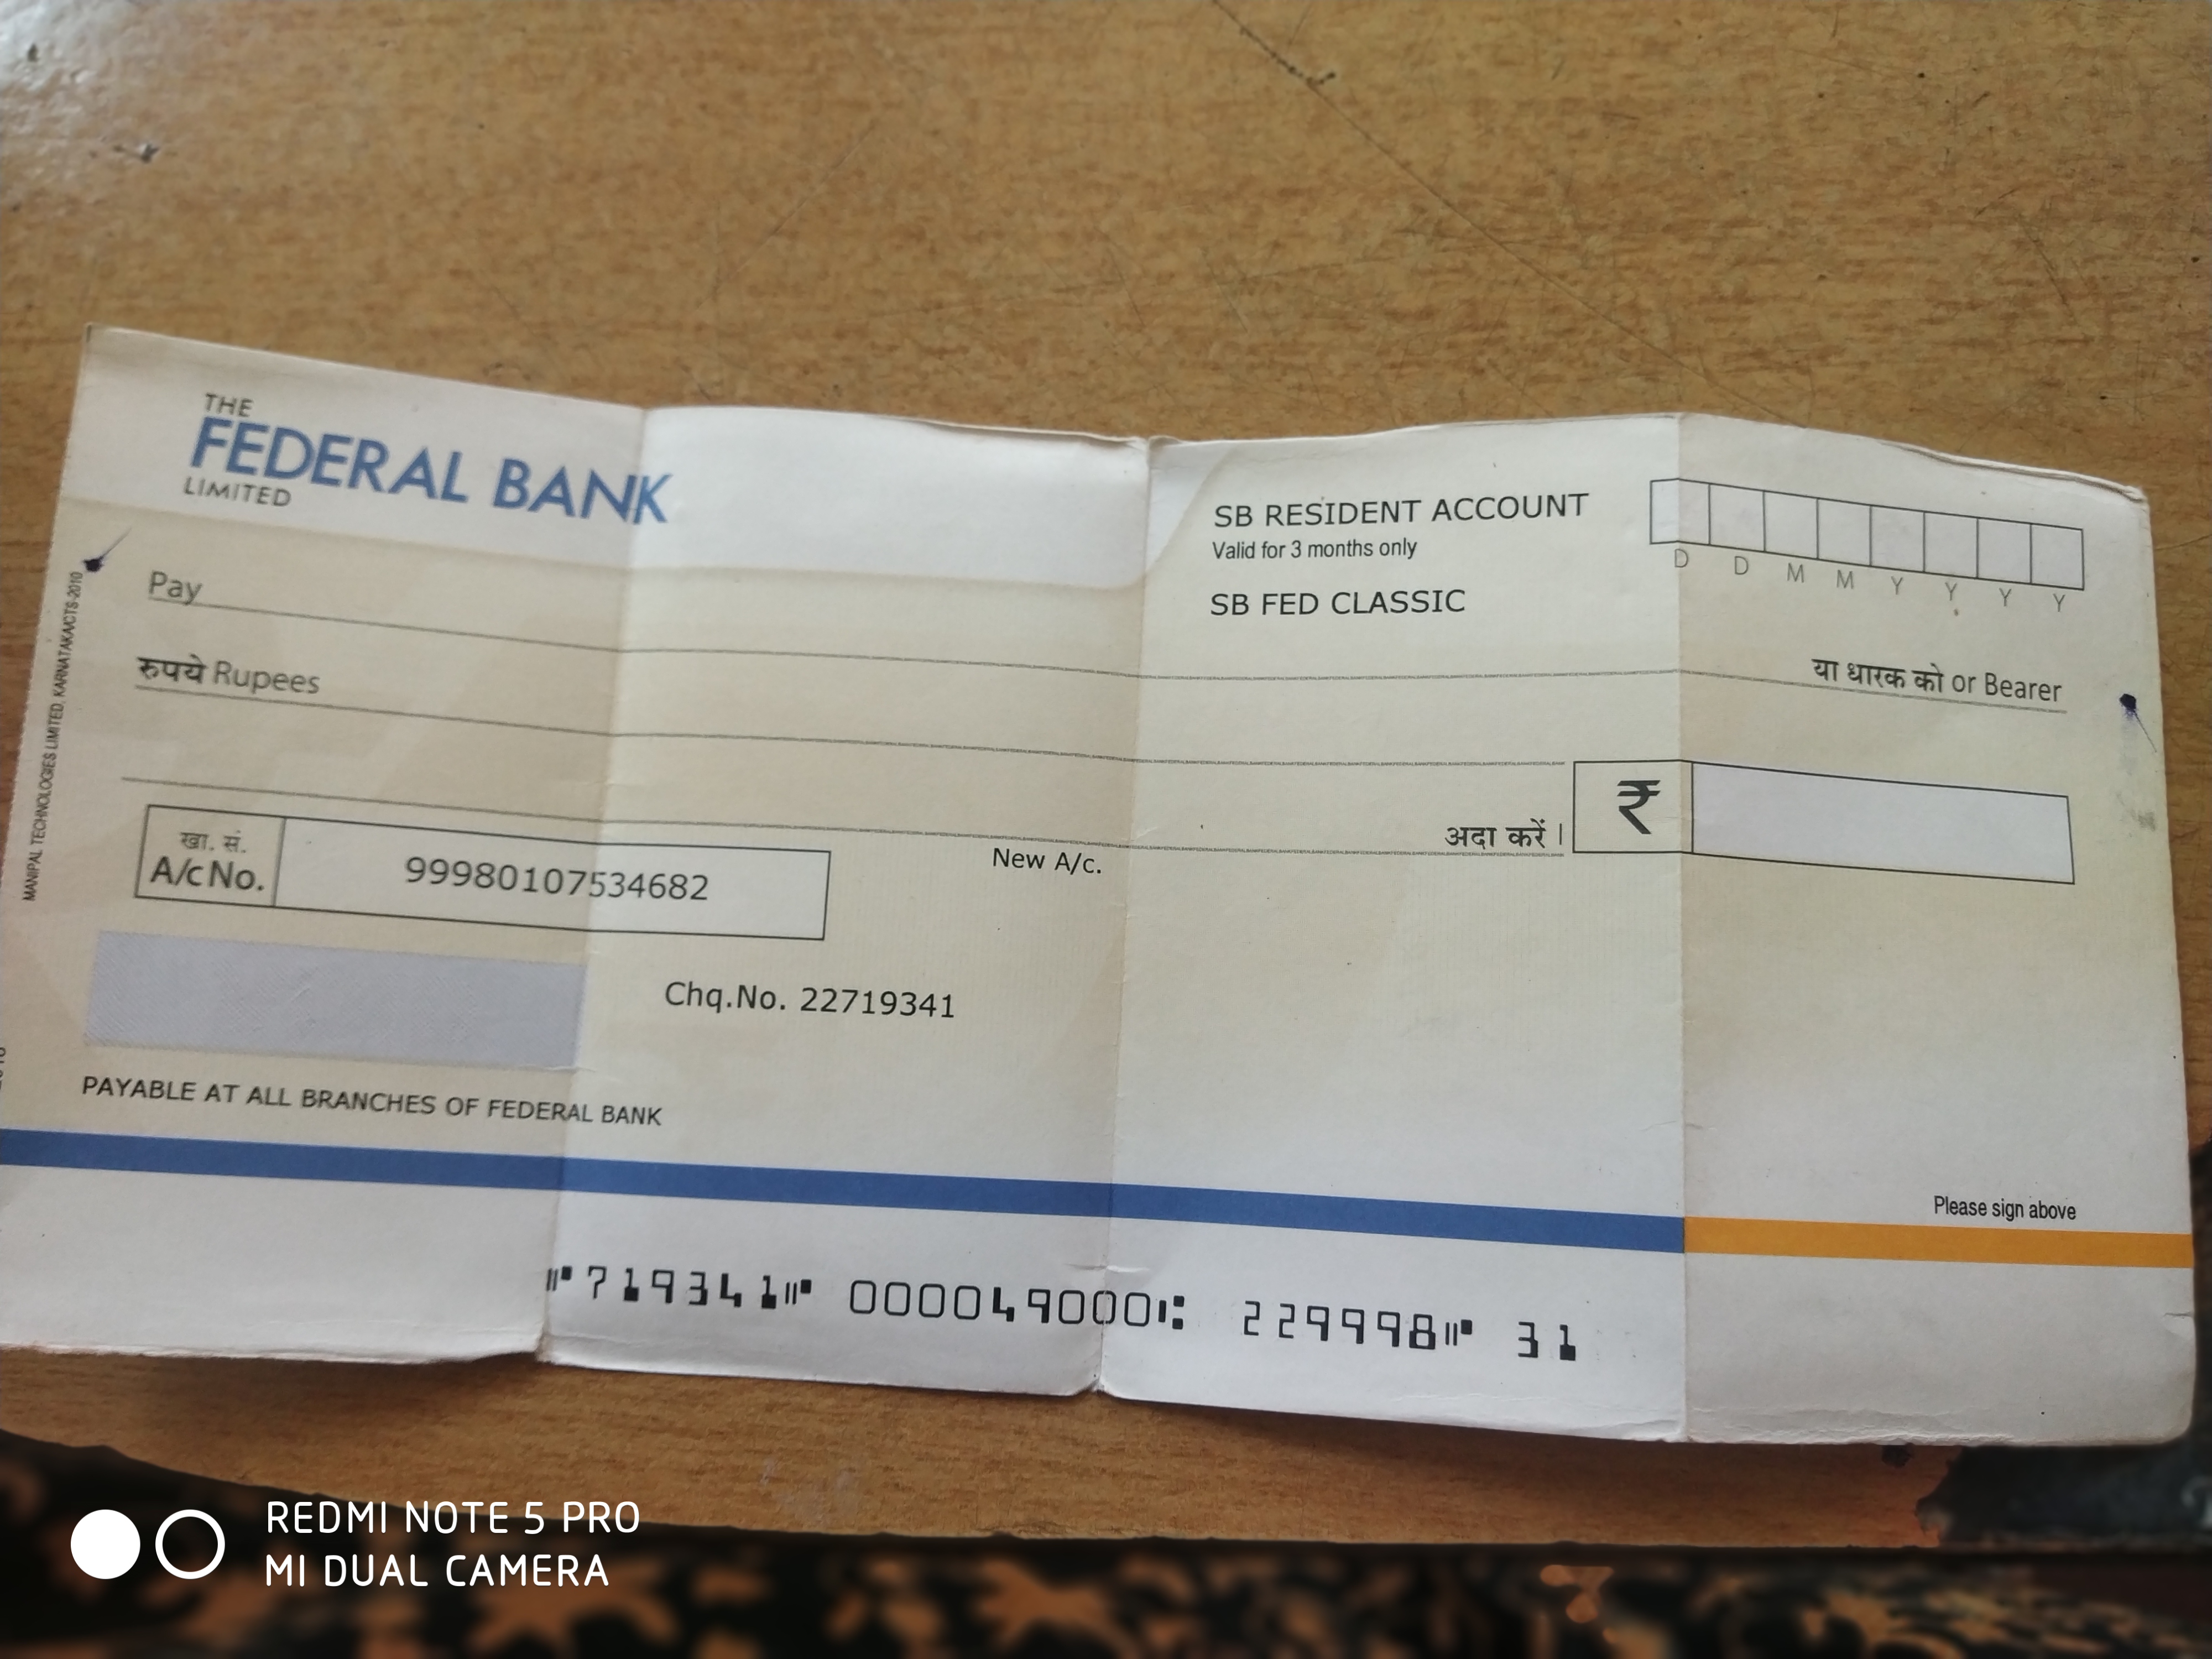 THE
FEDERAL BANK
LIMITED
SB RESIDENT ACCOUNT
Valid for 3 months only
SB FED CLASSIC
D D M M Y Y Y Y
Pay
या धारक को or Bearer
रुपये Rupees
अदा करें।
₹
खा. सं.
A/c No.
99980107534682
New A/c.
Chq.No. 22719341
PAYABLE AT ALL BRANCHES OF FEDERAL BANK
Please sign above
⑈719341⑈ 000049000⑆ 229998⑈ 31
MANIPAL TECHNOLOGIES LIMITED, KARNATAKA/CTS-2010
REDMI NOTE 5 PRO
MI DUAL CAMERA